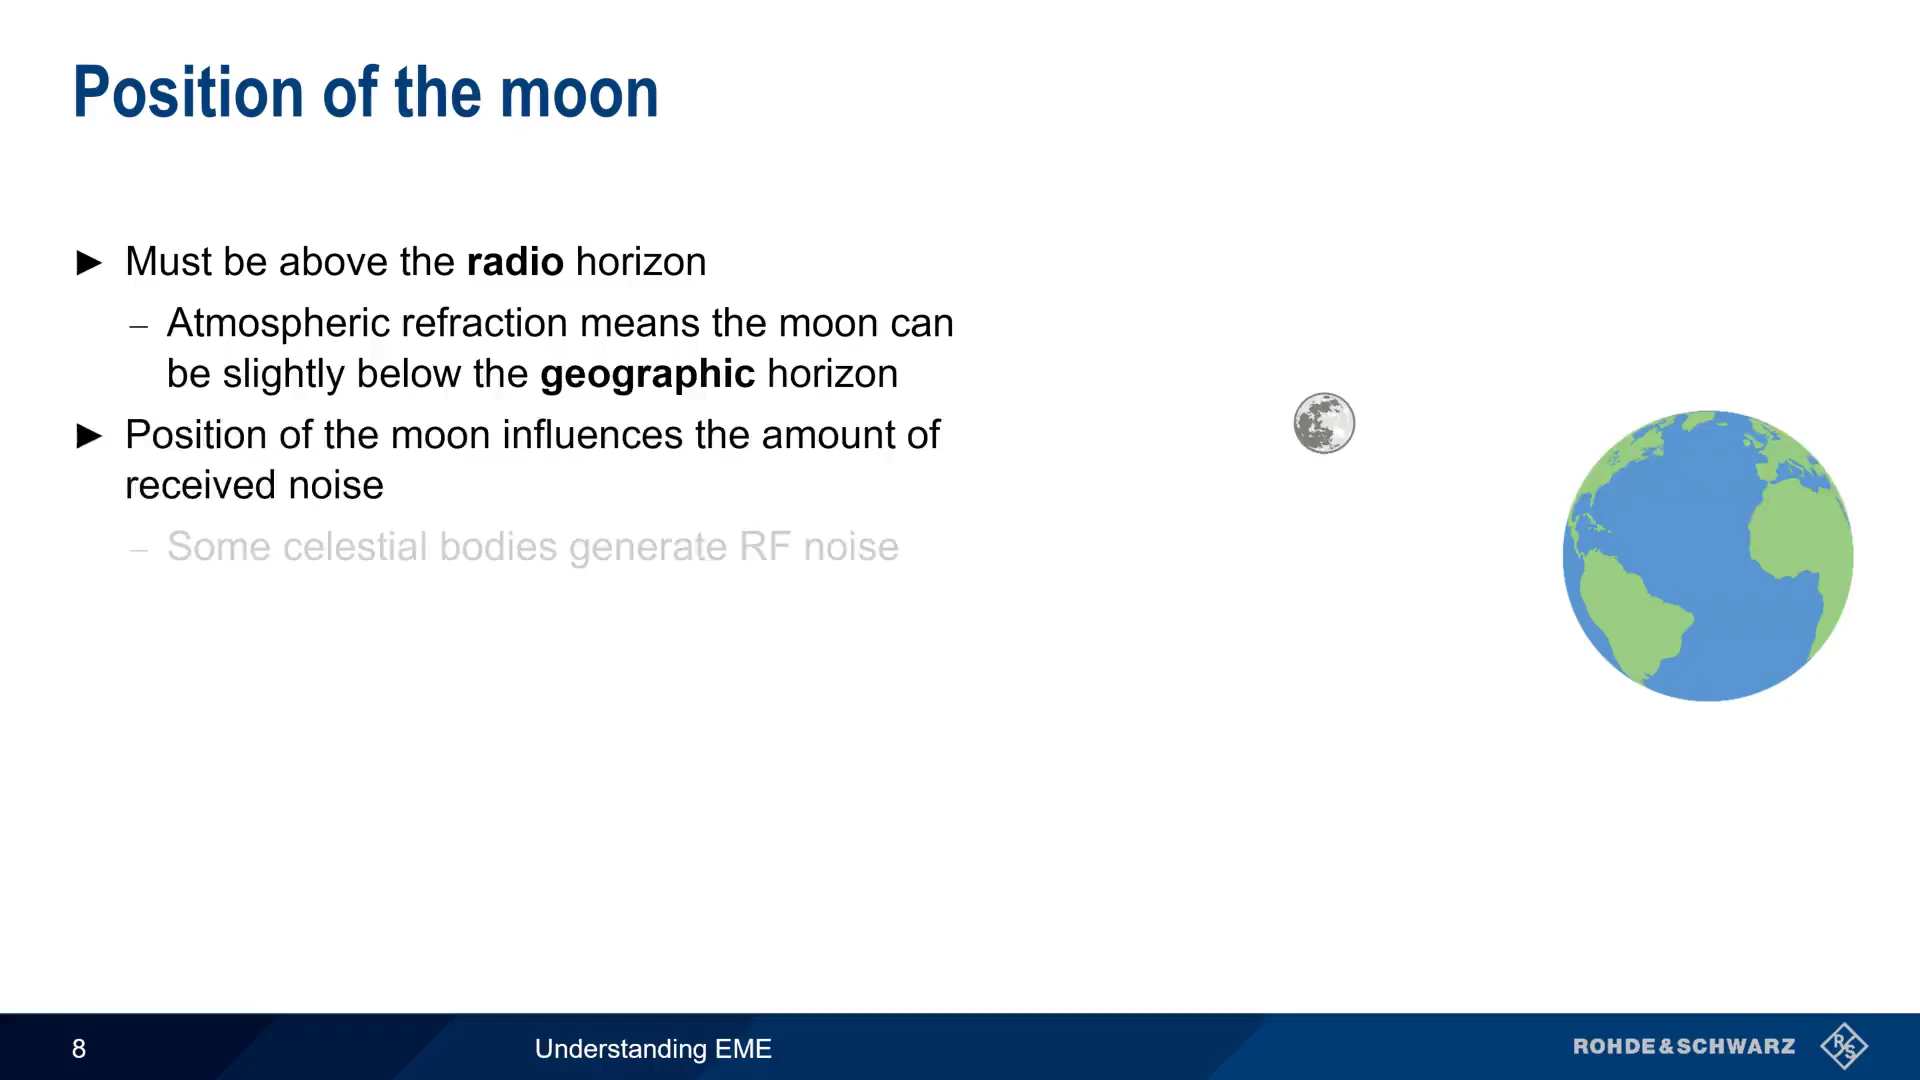 Position of the moon
► Must be above the radio horizon
– Atmospheric refraction means the moon can
be slightly below the geographic horizon
► Position of the moon influences the amount of
received noise
– Some celestial bodies generate RF noise
8
Understanding EME
ROHDE&SCHWARZ
R S